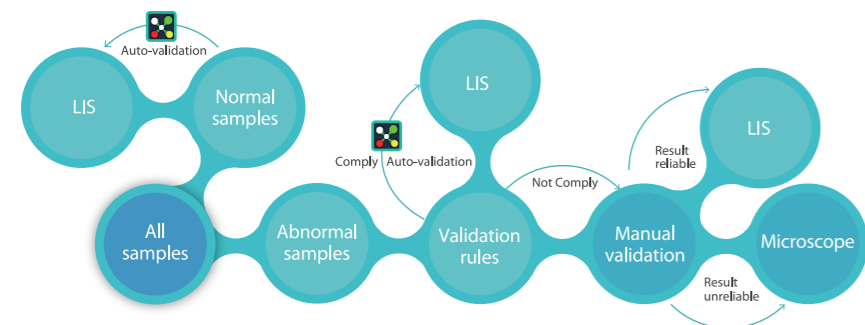 Auto-validation
LIS
Normal
samples
LIS
Comply
Auto-validation
LIS
Result
reliable
Not Comply
All
samples
Abnormal
samples
Validation
rules
Manual
validation
Microscope
Result
unreliable